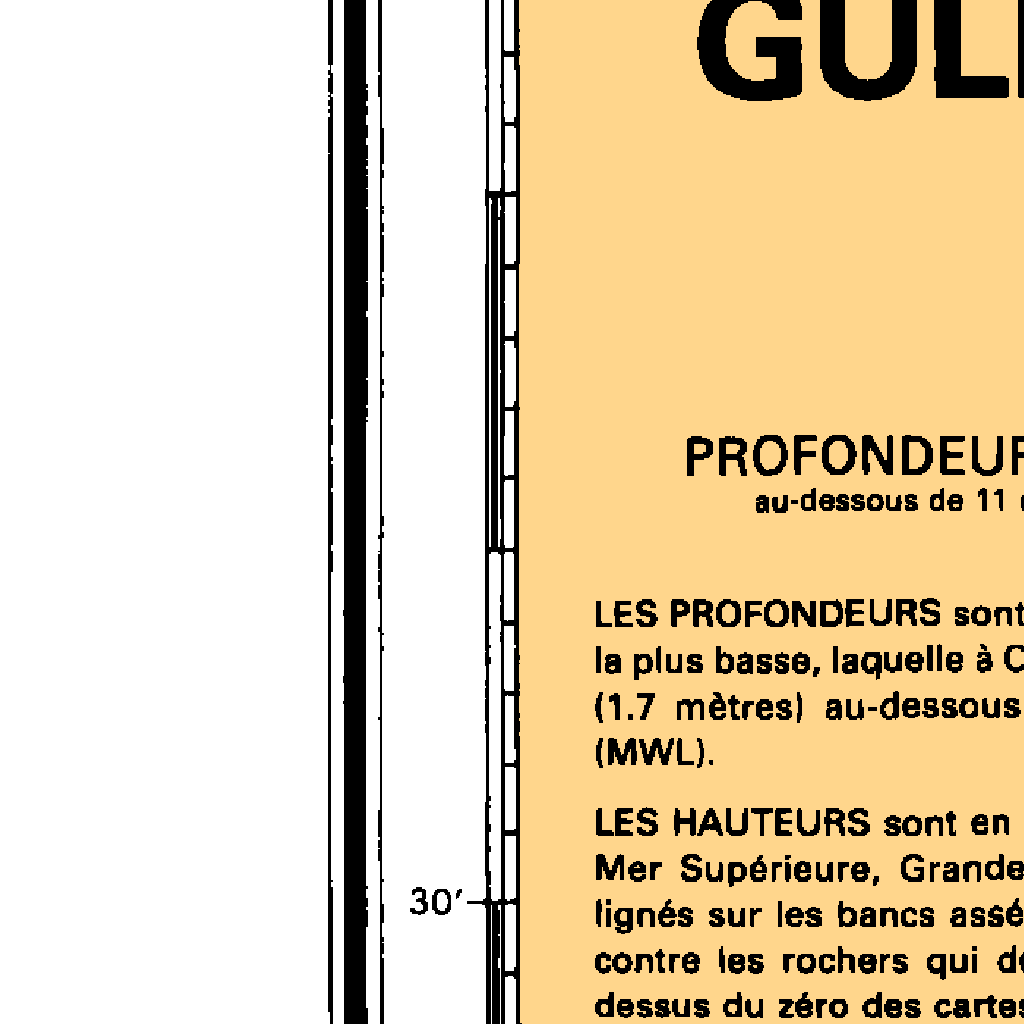 PROFONDEUR
au-dessous de 11
LES PROFONDEURS sont
la plus basse, laquelle à C
(1.7 mètres) au-dessous
(MWL).
LES HAUTEURS sont en
Mer Supérieure, Grande
30′
lignés sur les bancs assé
contre les rochers qui de
dessus du zéro des cartes